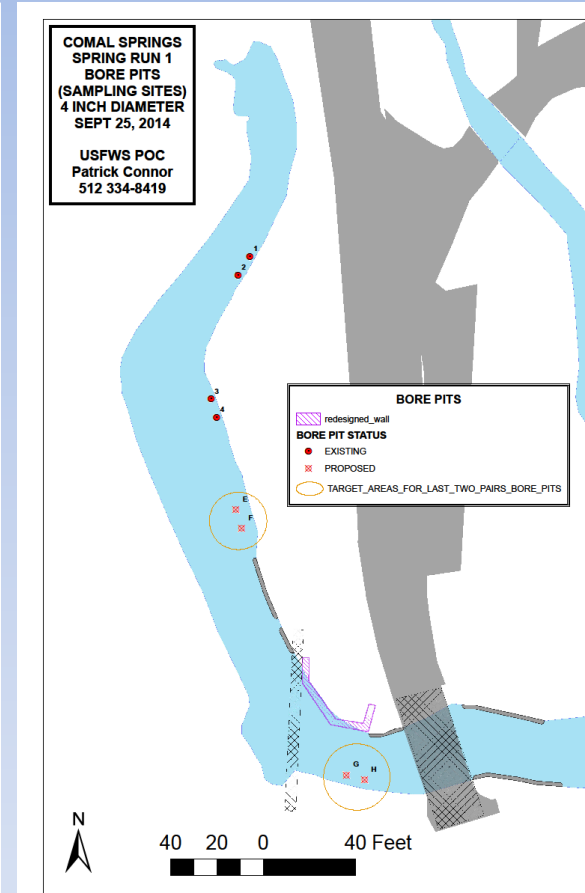 COMAL SPRINGS
SPRING RUN 1
BORE PITS
(SAMPLING SITES)
4 INCH DIAMETER
SEPT 25, 2014
USFWS POC
Patrick Connor
512 334-8419
1
2
3
4
BORE PITS
redesigned_wall
BORE PIT STATUS
EXISTING
PROPOSED
TARGET_AREAS_FOR_LAST_TWO_PAIRS_BORE_PITS
E
F
G
H
N
40 20 0 40 Feet